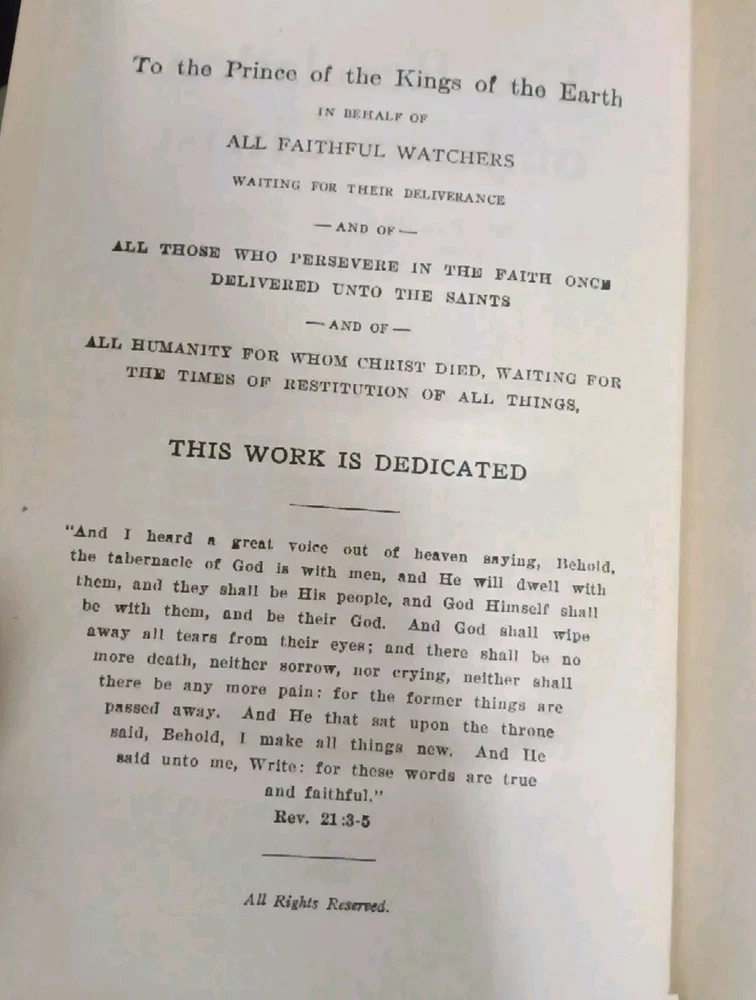 To the Prince of the Kings of the Earth
IN BEHALF OF
ALL FAITHFUL WATCHERS
WAITING FOR THEIR DELIVERANCE
— AND OF —
ALL THOSE WHO PERSEVERE IN THE FAITH ONCE
DELIVERED UNTO THE SAINTS
— AND OF —
ALL HUMANITY FOR WHOM CHRIST DIED, WAITING FOR
THE TIMES OF RESTITUTION OF ALL THINGS,
THIS WORK IS DEDICATED
"And I heard a great voice out of heaven saying, Behold,
the tabernacle of God is with men, and He will dwell with
them, and they shall be His people, and God Himself shall
be with them, and be their God. And God shall wipe
away all tears from their eyes; and there shall be no
more death, neither sorrow, nor crying, neither shall
there be any more pain: for the former things are
passed away. And He that sat upon the throne
said, Behold, I make all things new. And He
said unto me, Write: for these words are true
and faithful."
Rev. 21:3-5
All Rights Reserved.